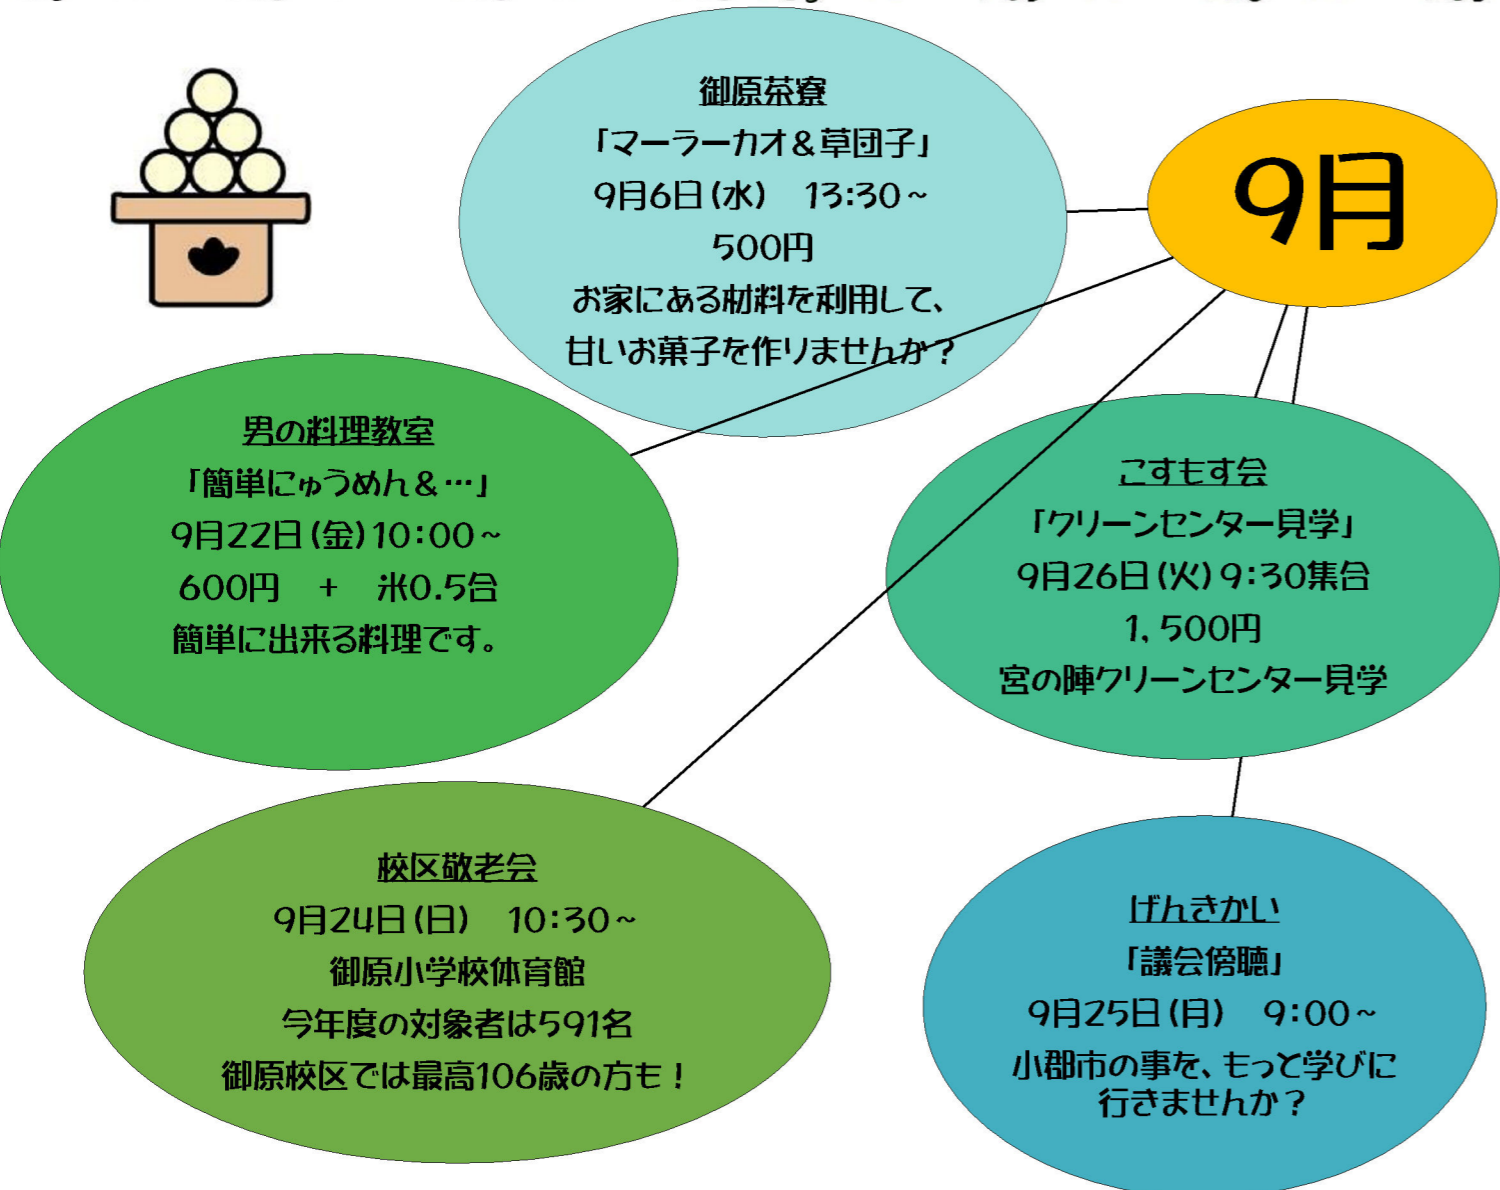 9月
御原茶寮
「マーラーカオ&草団子」
9月6日(水)　13:30~
500円
お家にある材料を利用して、
甘いお菓子を作りませんか？
男の料理教室
「簡単にゅうめん&…」
9月22日(金)10:00~
600円　+　米0.5合
簡単に出来る料理です。
こすもす会
「クリーンセンター見学」
9月26日(火)9:30集合
1,500円
宮の陣クリーンセンター見学
校区敬老会
9月24日(日)　10:30~
御原小学校体育館
今年度の対象者は591名
御原校区では最高106歳の方も！
げんきかい
「議会傍聴」
9月25日(月)　9:00~
小郡市の事を、もっと学びに
行きませんか？